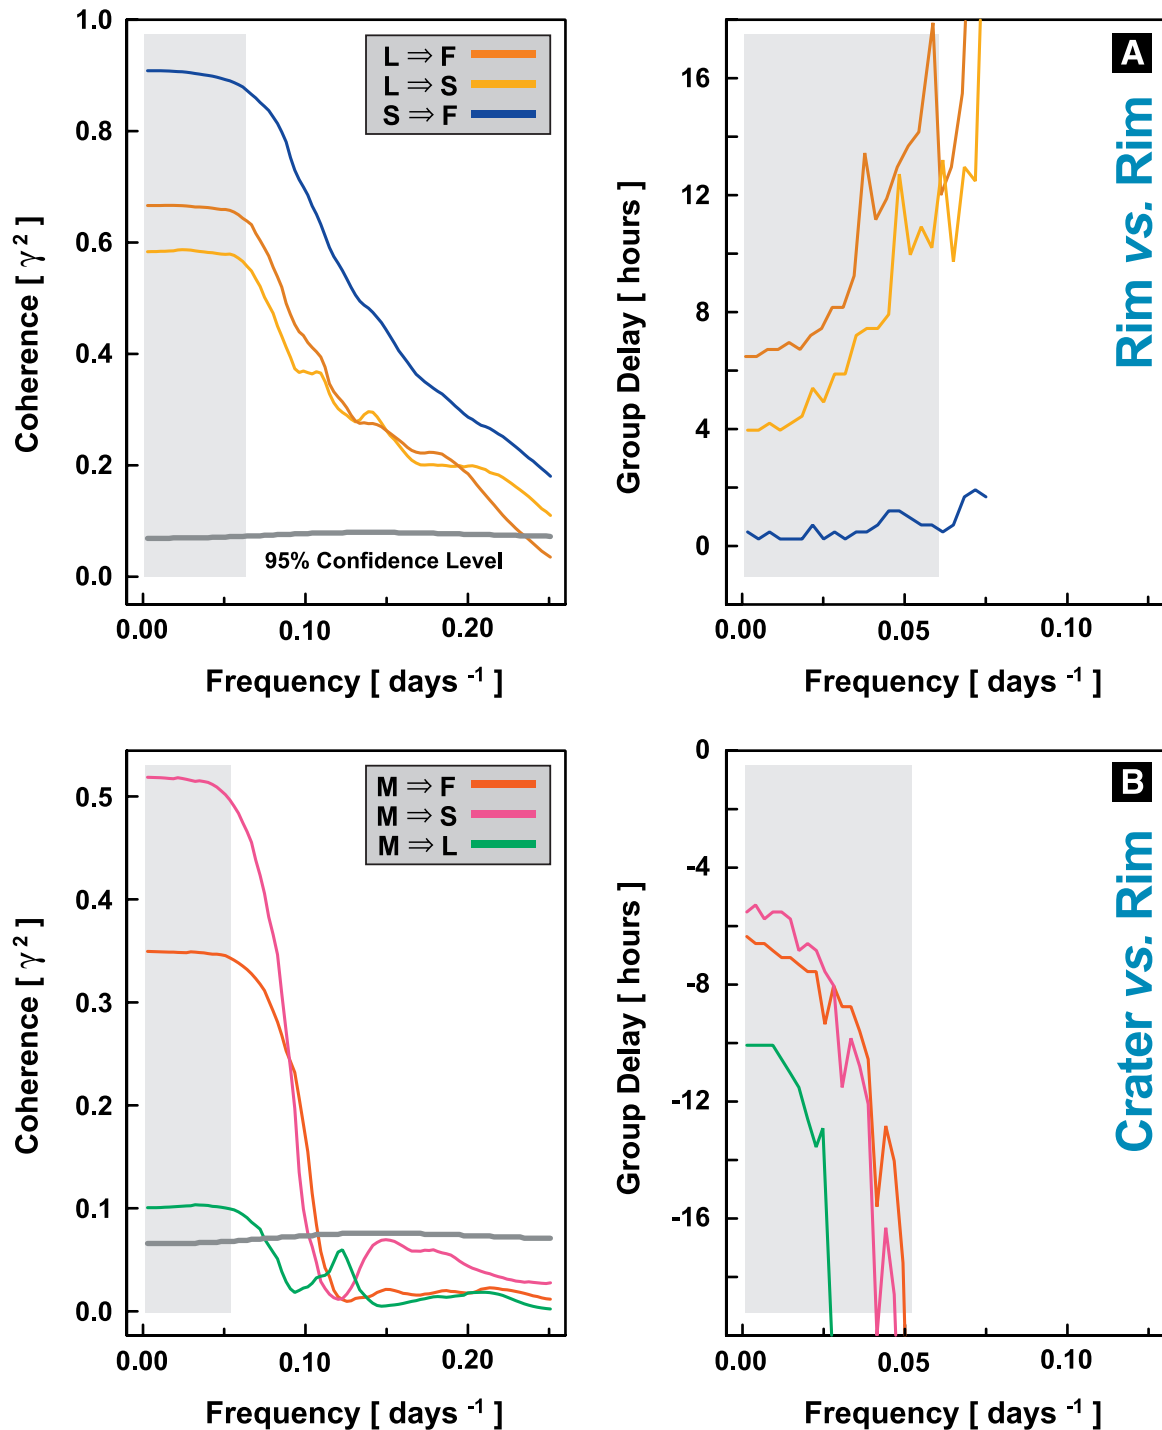 1.0
0.8
0.6
0.4
0.2
0.0
Coherence [ γ ² ]
L ⇒ F
L ⇒ S
S ⇒ F
95% Confidence Level
0.00
0.10
0.20
Frequency [ days ⁻¹ ]
16
12
8
4
0
Group Delay [ hours ]
0.00
0.05
0.10
Frequency [ days ⁻¹ ]
A
Rim vs. Rim
0.5
0.4
0.3
0.2
0.1
0.0
Coherence [ γ ² ]
M ⇒ F
M ⇒ S
M ⇒ L
0.00
0.10
0.20
Frequency [ days ⁻¹ ]
0
-4
-8
-12
-16
Group Delay [ hours ]
0.00
0.05
0.10
Frequency [ days ⁻¹ ]
B
Crater vs. Rim